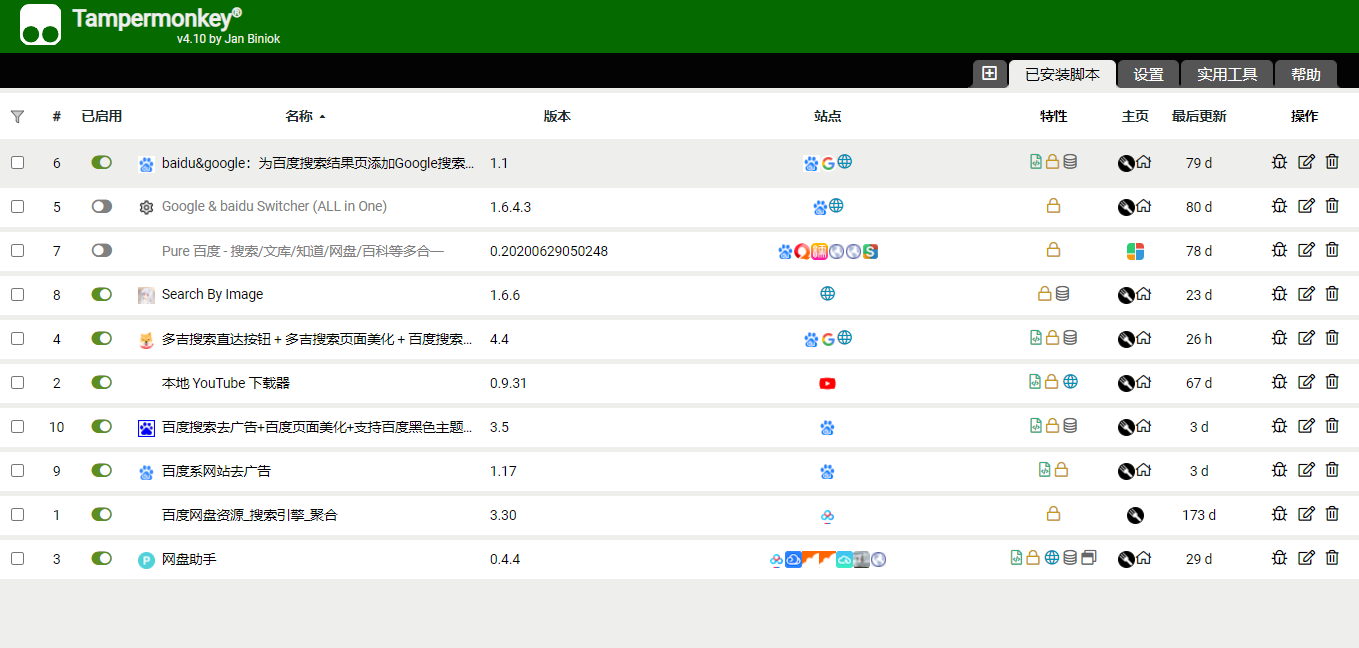 Tampermonkey®
v4.10 by Jan Biniok
已安装脚本 设置 实用工具 帮助
# 已启用 名称 版本 站点 特性 主页 最后更新 操作
6 baidu&google：为百度搜索结果页添加Google搜索... 1.1 79 d
5 Google & baidu Switcher (ALL in One) 1.6.4.3 80 d
7 Pure 百度 - 搜索/文库/知道/网盘/百科等多合一 0.20200629050248 78 d
8 Search By Image 1.6.6 23 d
4 多吉搜索直达按钮 + 多吉搜索页面美化 + 百度搜索... 4.4 26 h
2 本地 YouTube 下载器 0.9.31 67 d
10 百度搜索去广告+百度页面美化+支持百度黑色主题... 3.5 3 d
9 百度系网站去广告 1.17 3 d
1 百度网盘资源_搜索引擎_聚合 3.30 173 d
3 网盘助手 0.4.4 29 d